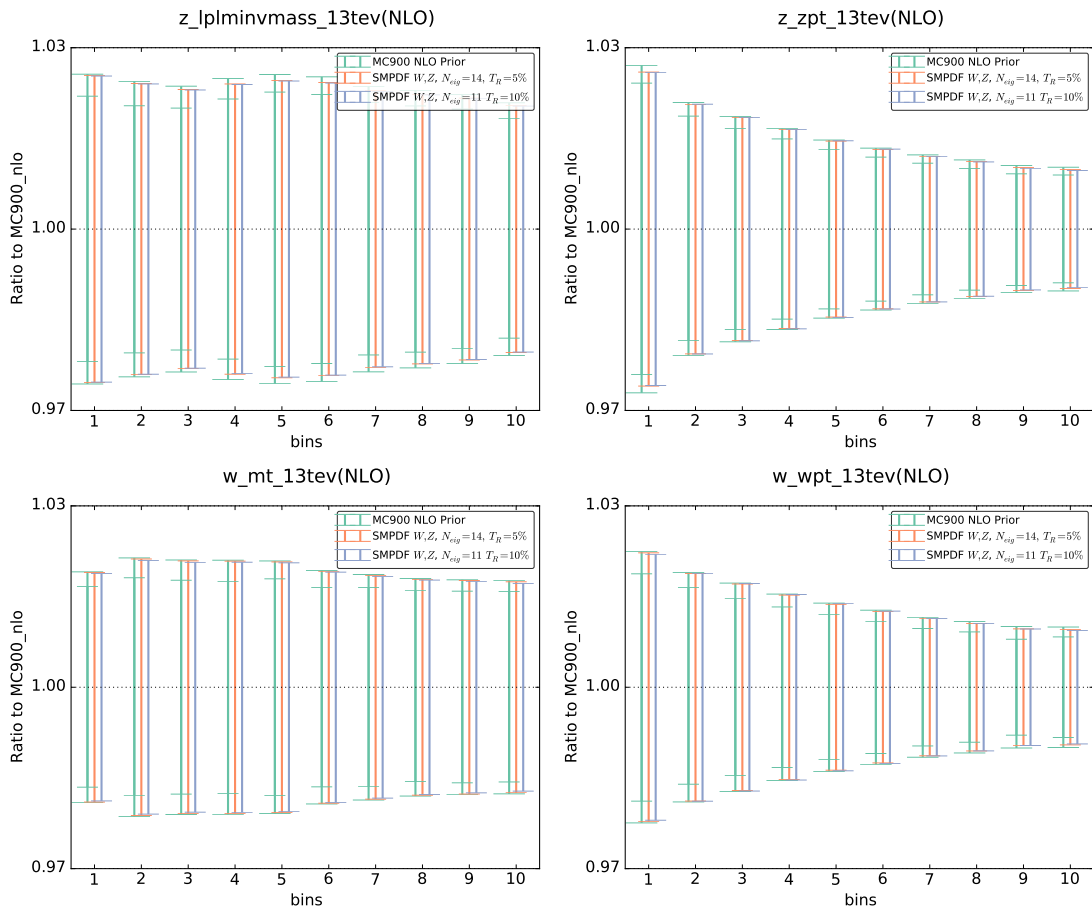 z_lplminvmass_13tev(NLO)
1.03
MC900 NLO Prior
SMPDF W,Z, N_eig=14, T_R=5%
SMPDF W,Z, N_eig=11 T_R=10%
Ratio to MC900_nlo
1.00
0.97
1 2 3 4 5 6 7 8 9 10
bins
z_zpt_13tev(NLO)
1.03
MC900 NLO Prior
SMPDF W,Z, N_eig=14, T_R=5%
SMPDF W,Z, N_eig=11 T_R=10%
Ratio to MC900_nlo
1.00
0.97
1 2 3 4 5 6 7 8 9 10
bins
w_mt_13tev(NLO)
1.03
MC900 NLO Prior
SMPDF W,Z, N_eig=14, T_R=5%
SMPDF W,Z, N_eig=11 T_R=10%
Ratio to MC900_nlo
1.00
0.97
1 2 3 4 5 6 7 8 9 10
bins
w_wpt_13tev(NLO)
1.03
MC900 NLO Prior
SMPDF W,Z, N_eig=14, T_R=5%
SMPDF W,Z, N_eig=11 T_R=10%
Ratio to MC900_nlo
1.00
0.97
1 2 3 4 5 6 7 8 9 10
bins